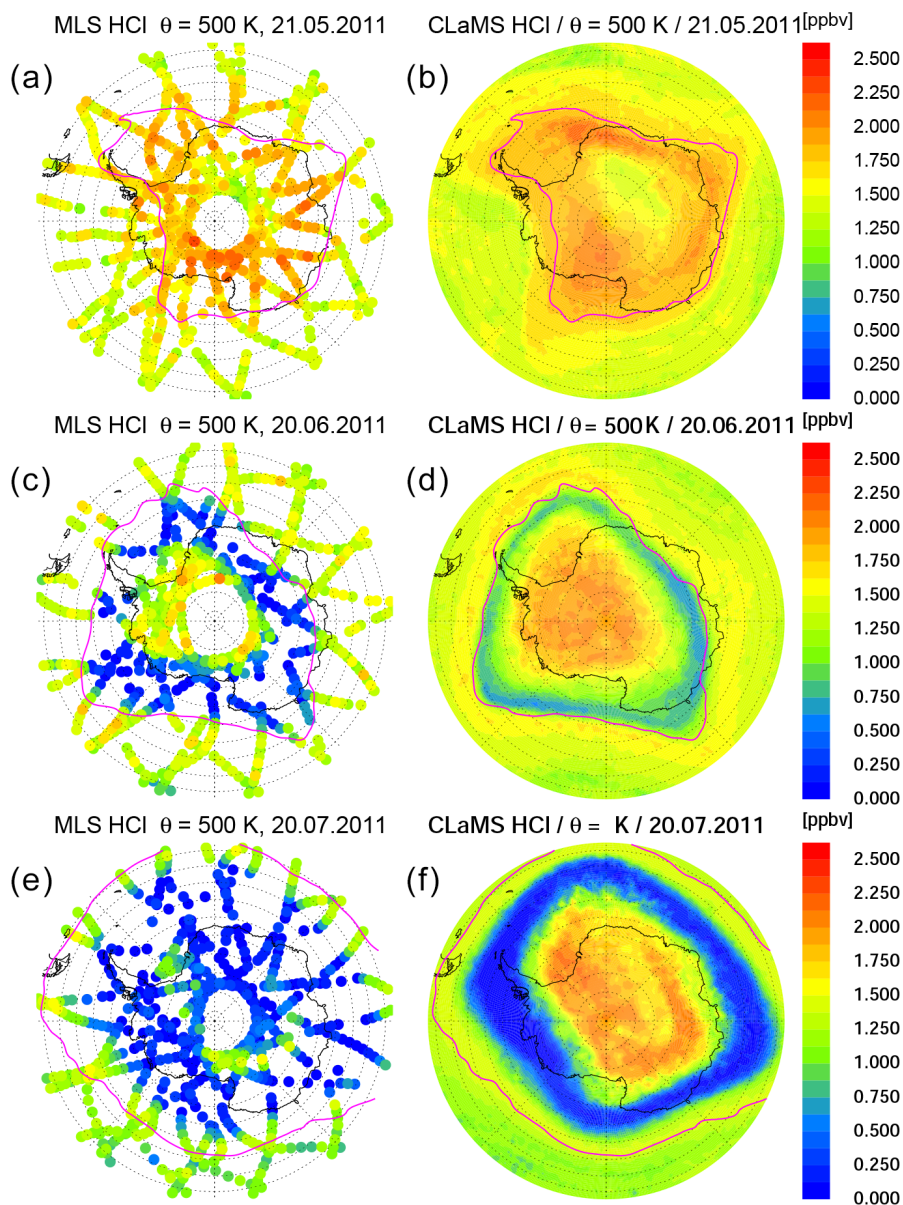 MLS HCl θ = 500 K, 21.05.2011
CLaMS HCl / θ = 500 K / 21.05.2011
[ppbv]
(a)
(b)
2.500
2.250
2.000
1.750
1.500
1.250
1.000
0.750
0.500
0.250
0.000
MLS HCl θ = 500 K, 20.06.2011
CLaMS HCl / θ = 500 K / 20.06.2011
[ppbv]
(c)
(d)
2.500
2.250
2.000
1.750
1.500
1.250
1.000
0.750
0.500
0.250
0.000
MLS HCl θ = 500 K, 20.07.2011
CLaMS HCl / θ = K / 20.07.2011
[ppbv]
(e)
(f)
2.500
2.250
2.000
1.750
1.500
1.250
1.000
0.750
0.500
0.250
0.000